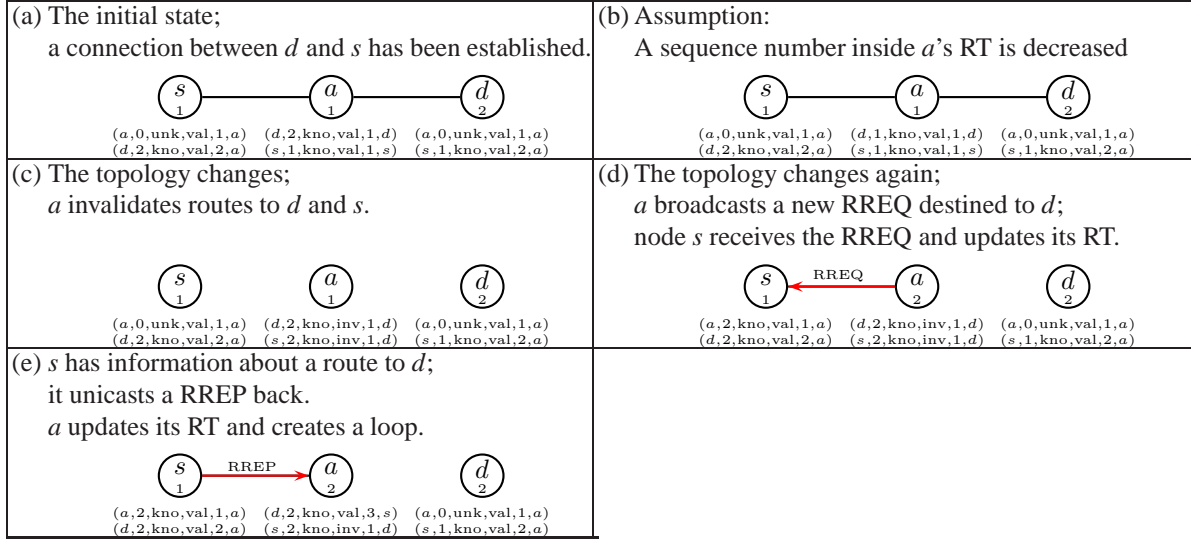 (a) The initial state;
a connection between d and s has been established.
s a d
1 1 2
(a,0,unk,val,1,a) (d,2,kno,val,1,d) (a,0,unk,val,1,a)
(d,2,kno,val,2,a) (s,1,kno,val,1,s) (s,1,kno,val,2,a)
(b) Assumption:
A sequence number inside a's RT is decreased
s a d
1 1 2
(a,0,unk,val,1,a) (d,1,kno,val,1,d) (a,0,unk,val,1,a)
(d,2,kno,val,2,a) (s,1,kno,val,1,s) (s,1,kno,val,2,a)
(c) The topology changes;
a invalidates routes to d and s.
s a d
1 1 2
(a,0,unk,val,1,a) (d,2,kno,inv,1,d) (a,0,unk,val,1,a)
(d,2,kno,val,2,a) (s,2,kno,inv,1,d) (s,1,kno,val,2,a)
(d) The topology changes again;
a broadcasts a new RREQ destined to d;
node s receives the RREQ and updates its RT.
s RREQ a d
1 2 2
(a,2,kno,val,1,a) (d,2,kno,inv,1,d) (a,0,unk,val,1,a)
(d,2,kno,val,2,a) (s,2,kno,inv,1,d) (s,1,kno,val,2,a)
(e) s has information about a route to d;
it unicasts a RREP back.
a updates its RT and creates a loop.
s RREP a d
1 2 2
(a,2,kno,val,1,a) (d,2,kno,val,3,s) (a,0,unk,val,1,a)
(d,2,kno,val,2,a) (s,2,kno,inv,1,d) (s,1,kno,val,2,a)